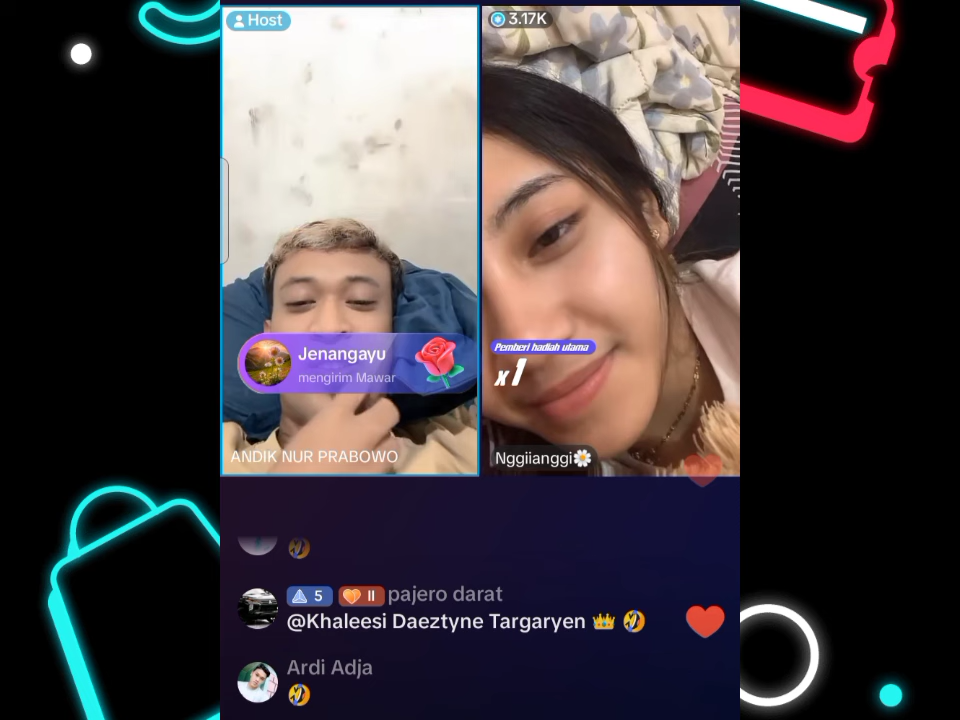 Host
3.17K
Jenangayu
mengirim Mawar
Pemberi hadiah utama
x1
ANDIK NUR PRABOWO
Nggiianggi🌼
🤣
5 II pajero darat
@Khaleesi Daeztyne Targaryen 👑 🤣
Ardi Adja
🤣